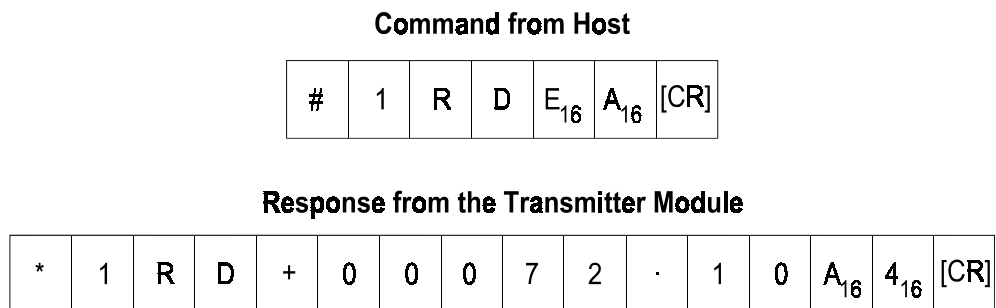 Command from Host
# 1 R D E₁₆ A₁₆ [CR]
Response from the Transmitter Module
* 1 R D + 0 0 0 7 2 . 1 0 A₁₆ 4₁₆ [CR]